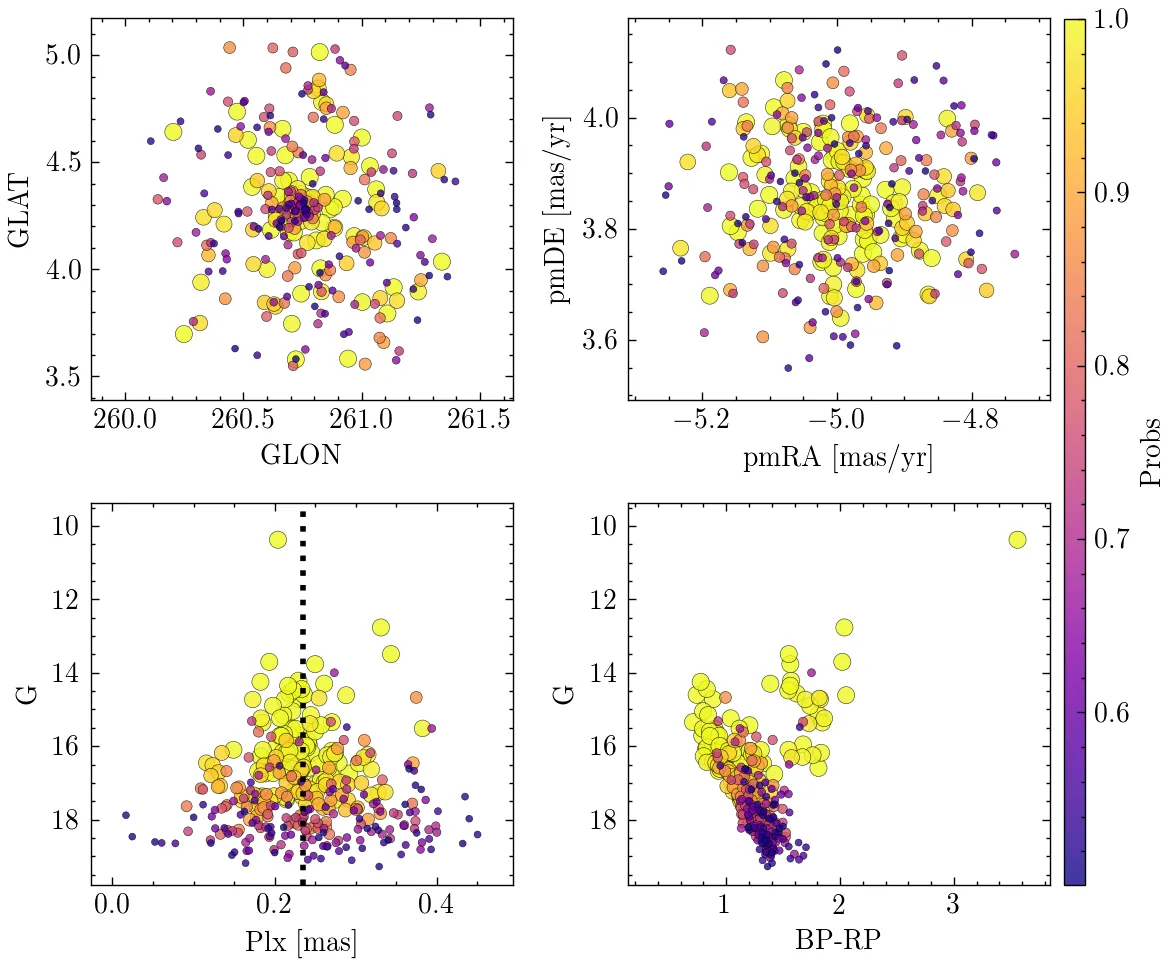 5.0
4.5
4.0
3.5
GLAT
260.0 260.5 261.0 261.5
GLON
4.0
3.8
3.6
pmDE [mas/yr]
−5.2 −5.0 −4.8
pmRA [mas/yr]
10
12
14
16
18
G
0.0 0.2 0.4
Plx [mas]
10
12
14
16
18
G
1 2 3
BP-RP
1.0
0.9
0.8
0.7
0.6
Probs